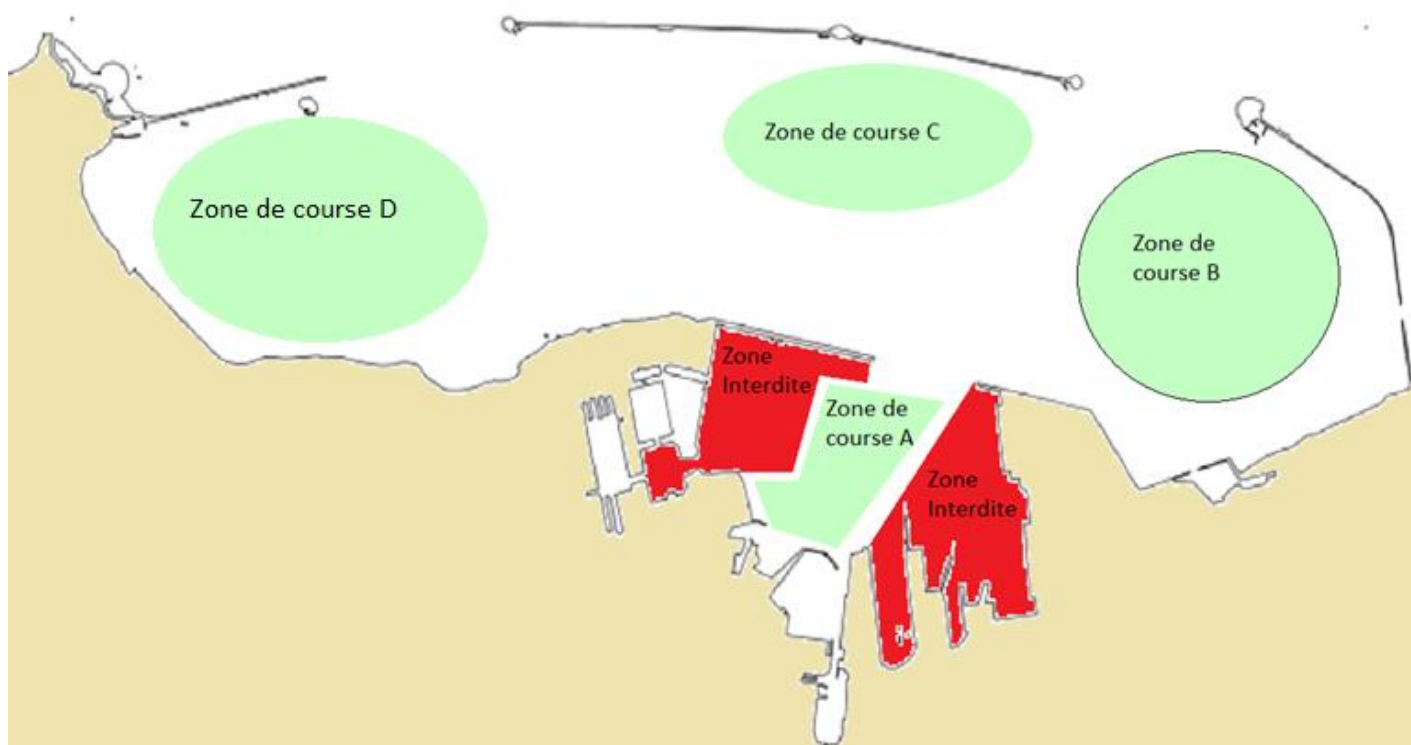 Zone de course C
Zone de course D
Zone de
course B
Zone
Interdite
Zone de
course A
Zone
Interdite